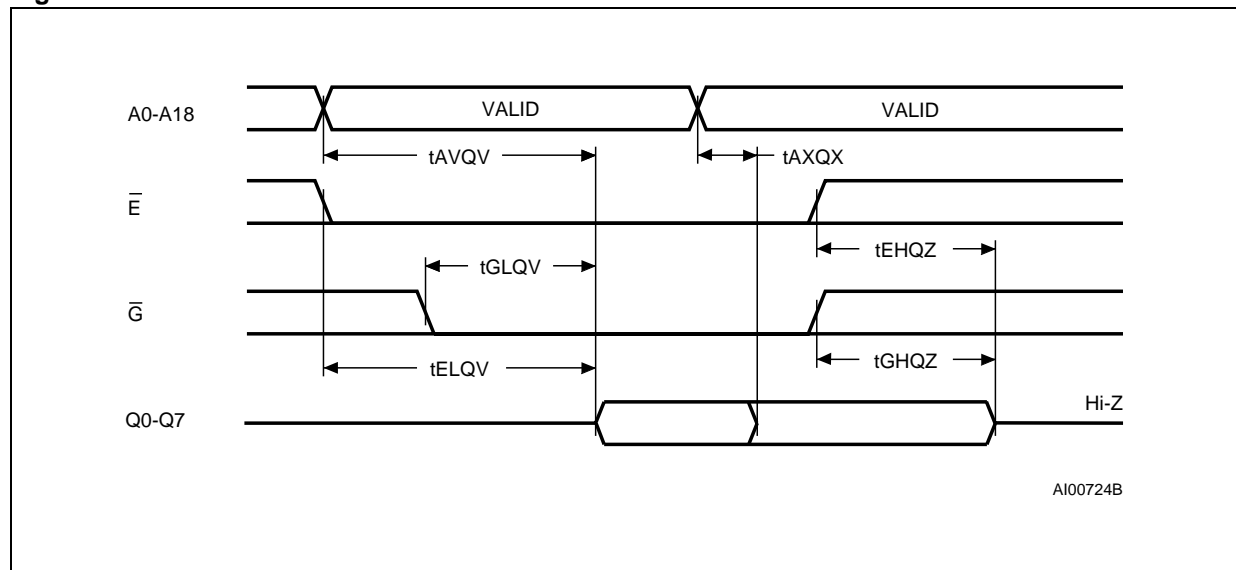 A0-A18
VALID
VALID
tAVQV
tAXQX
E̅
tEHQZ
tGLQV
G̅
tELQV
tGHQZ
Q0-Q7
Hi-Z
AI00724B